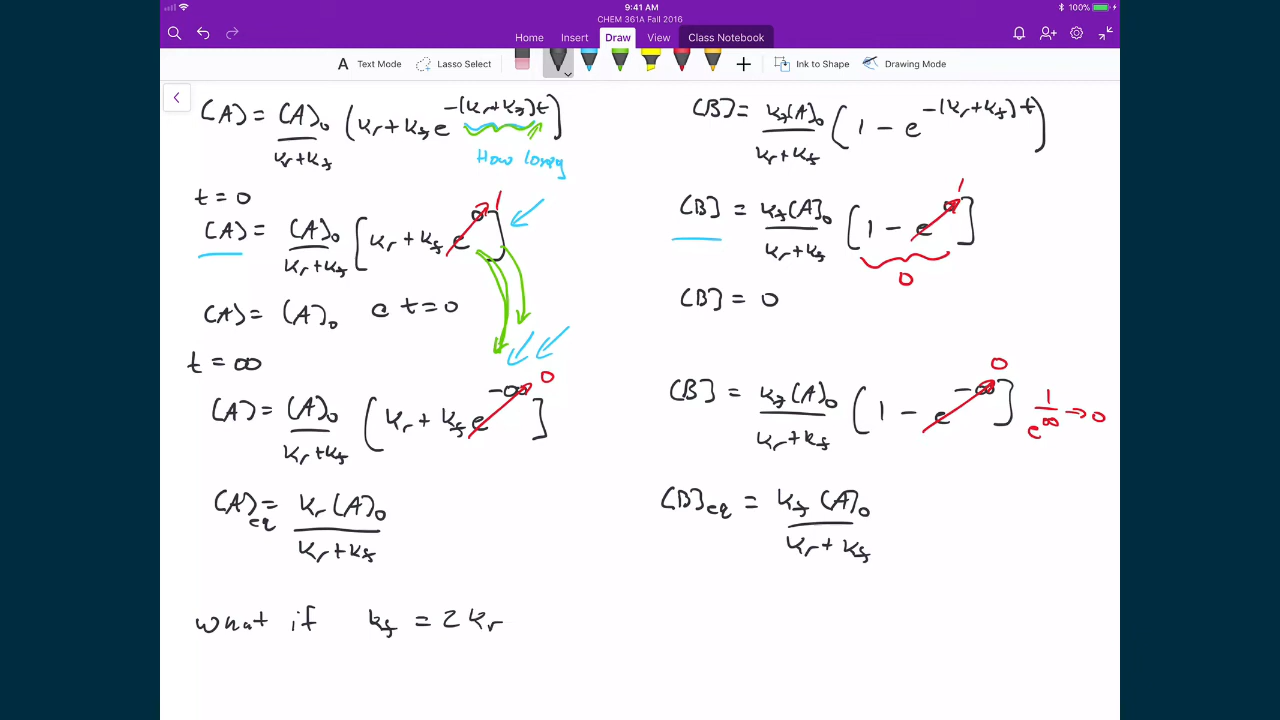 9:41 AM
100%
CHEM 361A Fall 2016
Home Insert Draw View Class Notebook
Text Mode Lasso Select Ink to Shape Drawing Mode
[A] = [A]₀/(kr+kf) (kr + kf e^-(kr+kf)t)
How long
[B] = kf[A]₀/(kr+kf) (1 - e^-(kr+kf)t)
t = 0
[A] = [A]₀/(kr+kf) [kr + kf e^0] 1
[B] = kf[A]₀/(kr+kf) [1 - e^0] 1
0
[A] = [A]₀ @ t=0
[B] = 0
t = ∞
[A] = [A]₀/(kr+kf) [kr + kf e^-∞] 0
[B] = kf[A]₀/(kr+kf) [1 - e^-∞] 0
1/e^∞ → 0
[A]eq = kr[A]₀/(kr+kf)
[B]eq = kf[A]₀/(kr+kf)
what if kf = 2kr